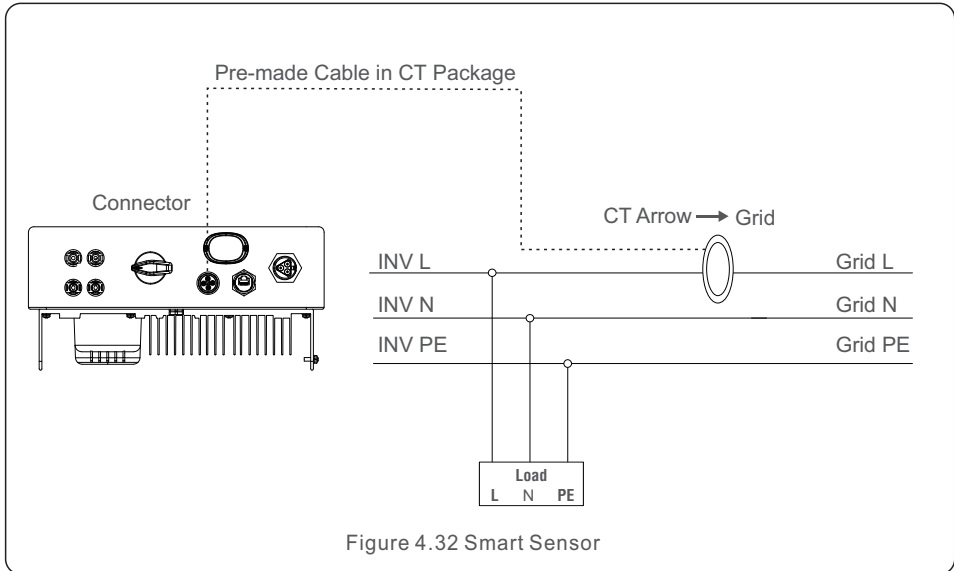 Pre-made Cable in CT Package
Connector
CT Arrow → Grid
INV L Grid L
INV N Grid N
INV PE Grid PE
Load
L N PE
Figure 4.32 Smart Sensor